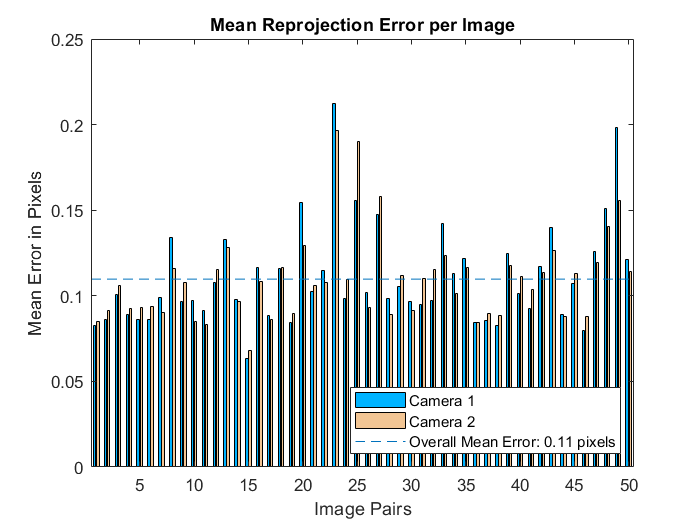 Mean Reprojection Error per Image
Mean Error in Pixels
0.25
0.2
0.15
0.1
0.05
0
Camera 1
Camera 2
Overall Mean Error: 0.11 pixels
5 10 15 20 25 30 35 40 45 50
Image Pairs